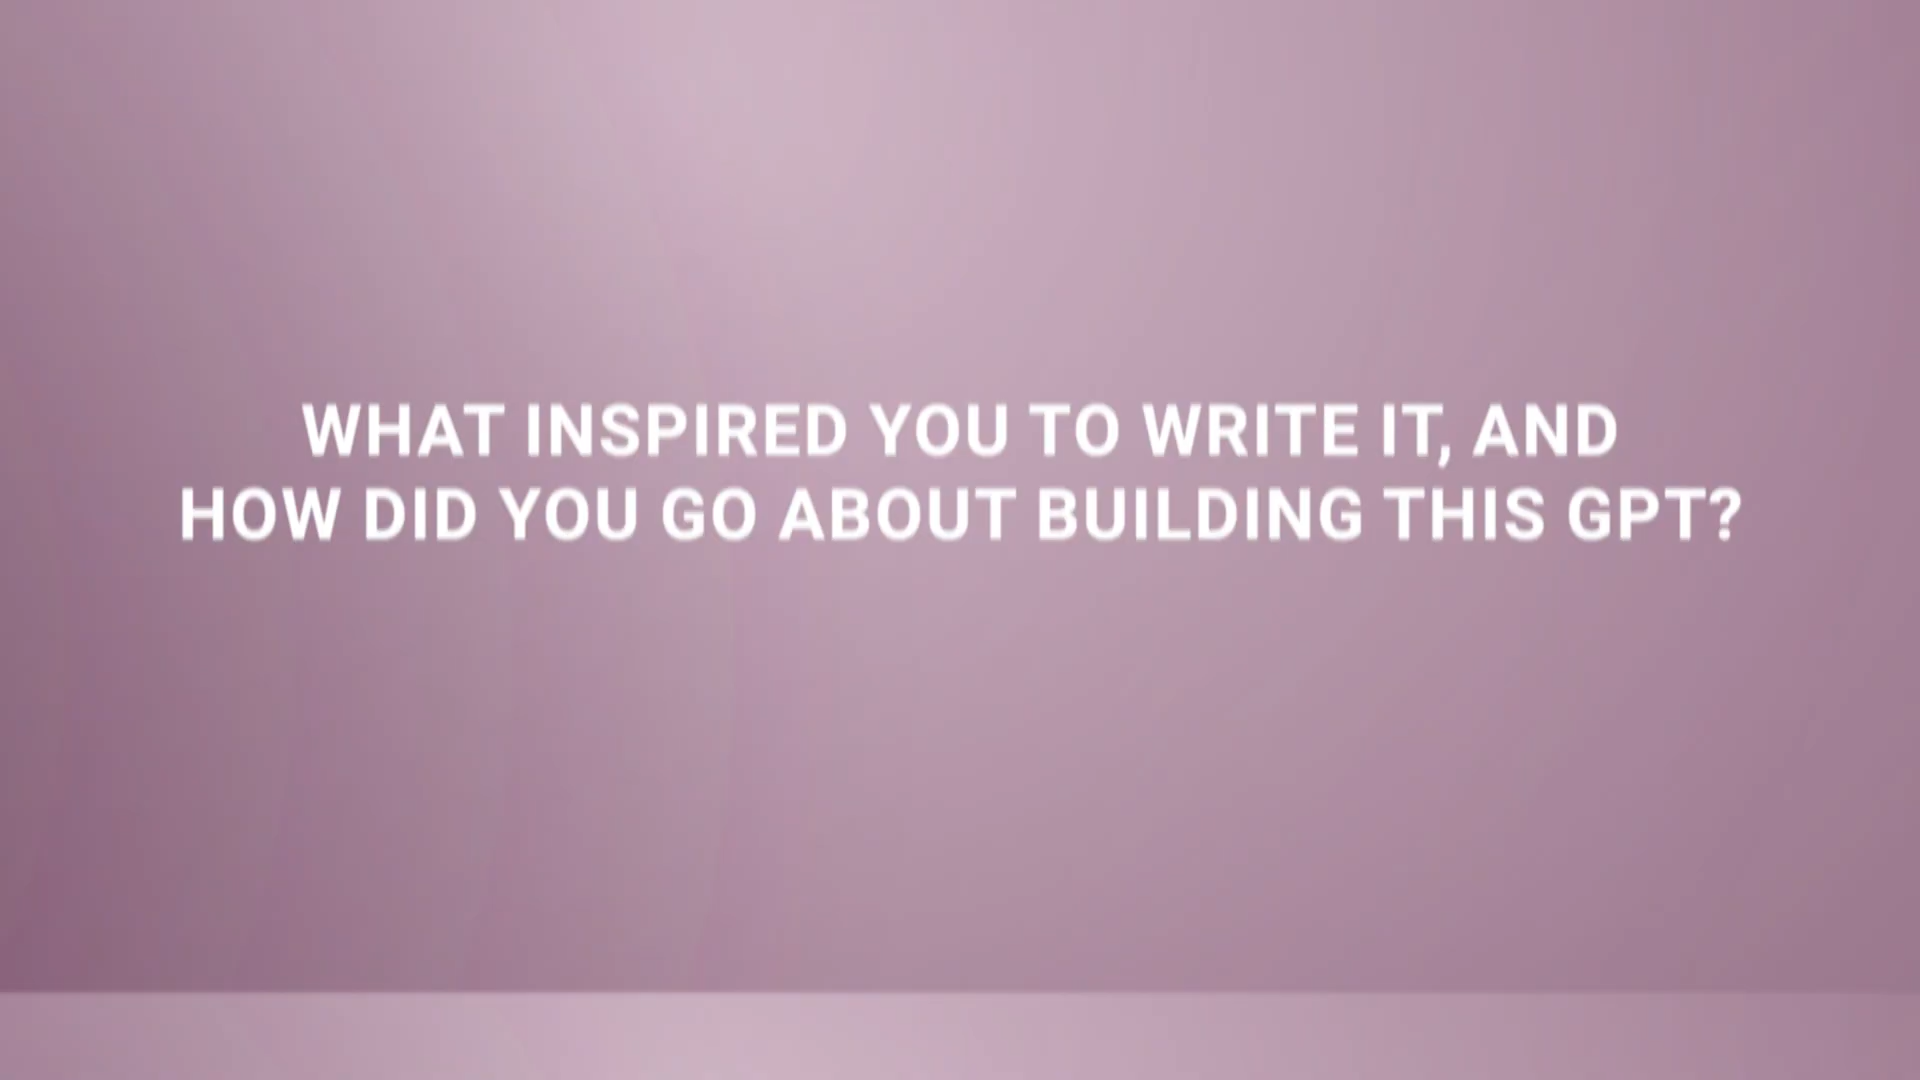 WHAT INSPIRED YOU TO WRITE IT, AND
HOW DID YOU GO ABOUT BUILDING THIS GPT?